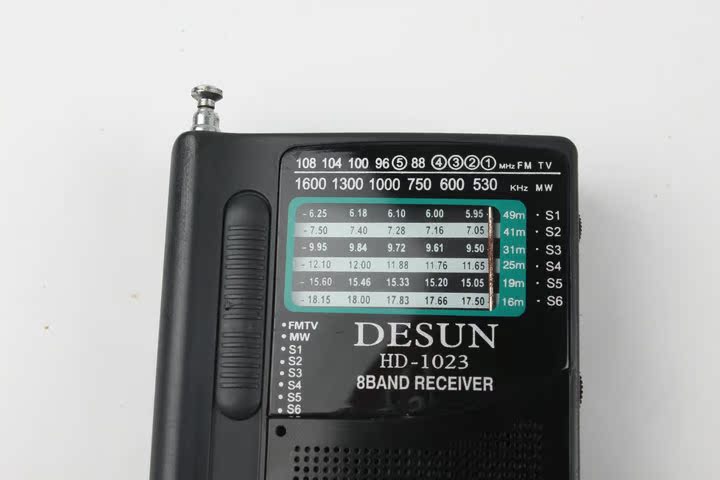 108 104 100 96 ⑤ 88 ④③②① MHz FM TV
1600 1300 1000 750 600 530 KHz MW
- 6.25 6.18 6.10 6.00 5.95 49m · S1
- 7.50 7.40 7.28 7.16 7.05 41m · S2
- 9.95 9.84 9.72 9.61 9.50 31m · S3
- 12.10 12.00 11.88 11.76 11.65 25m · S4
- 15.60 15.46 15.33 15.20 15.05 19m · S5
- 18.15 18.00 17.83 17.66 17.50 16m · S6
• FMTV
• MW
• S1
• S2
• S3
• S4
• S5
• S6
DESUN
HD-1023
8BAND RECEIVER